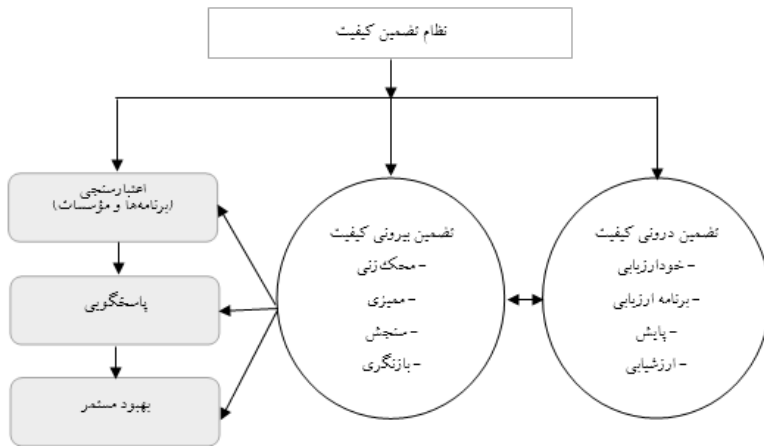 نظام تضمین کیفیت
تضمین درونی کیفیت
- خودارزیابی
- برنامه ارزیابی
- پایش
- ارزشیابی
تضمین بیرونی کیفیت
- محک‌زنی
- ممیزی
- سنجش
- بازنگری
اعتبارسنجی
(برنامه‌ها و مؤسسات)
پاسخگویی
بهبود مستمر